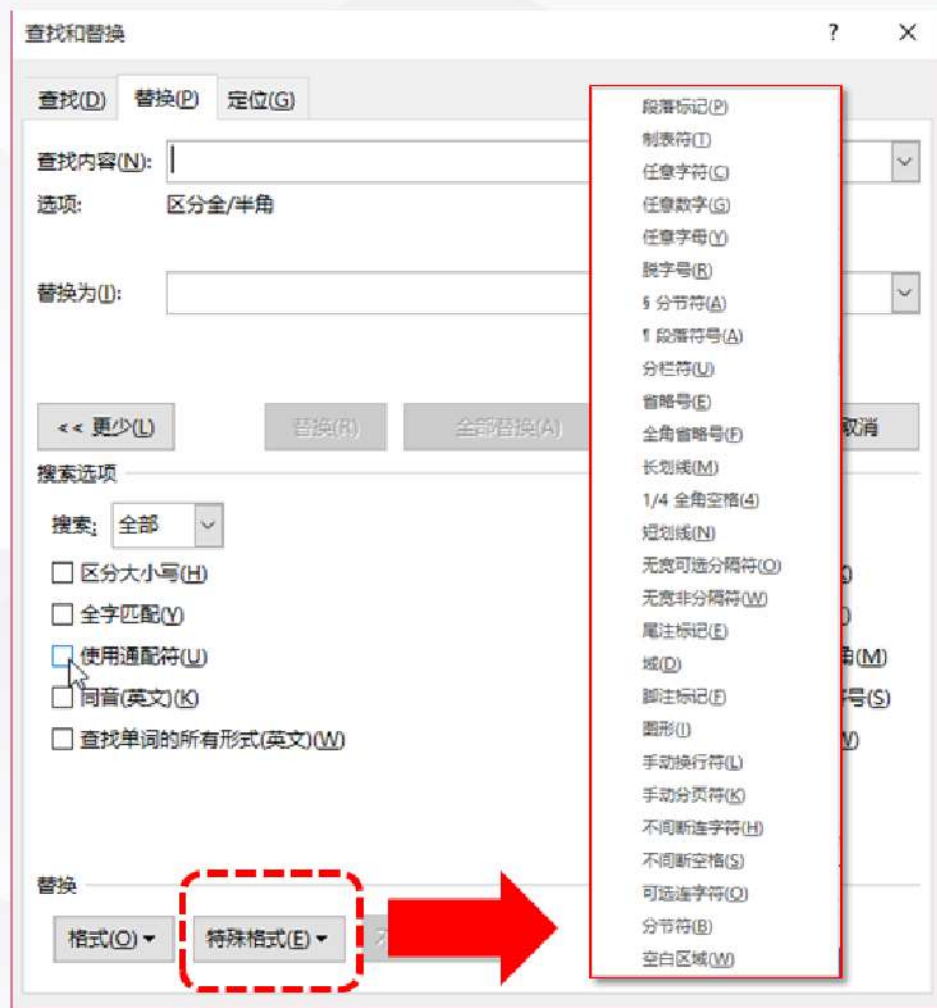 查找和替换
?
×
查找(D) 替换(P) 定位(G)
查找内容(N):
选项: 区分全/半角
替换为(I):
<< 更少(L) 替换(R) 全部替换(A) 取消
搜索选项
搜索: 全部
区分大小写(H)
全字匹配(Y)
使用通配符(U)
同音(英文)(K)
查找单词的所有形式(英文)(W)
角(M)
符号(S)
替换
格式(O) 特殊格式(E) 不
段落标记(P)
制表符(T)
任意字符(C)
任意数字(G)
任意字母(Y)
脱字号(R)
§ 分节符(A)
¶ 段落符号(A)
分栏符(U)
省略号(E)
全角省略号(F)
长划线(M)
1/4 全角空格(4)
短划线(N)
无宽可选分隔符(O)
无宽非分隔符(W)
尾注标记(E)
域(D)
脚注标记(F)
图形(I)
手动换行符(L)
手动分页符(K)
不间断连字符(H)
不间断空格(S)
可选连字符(O)
分节符(B)
空白区域(W)